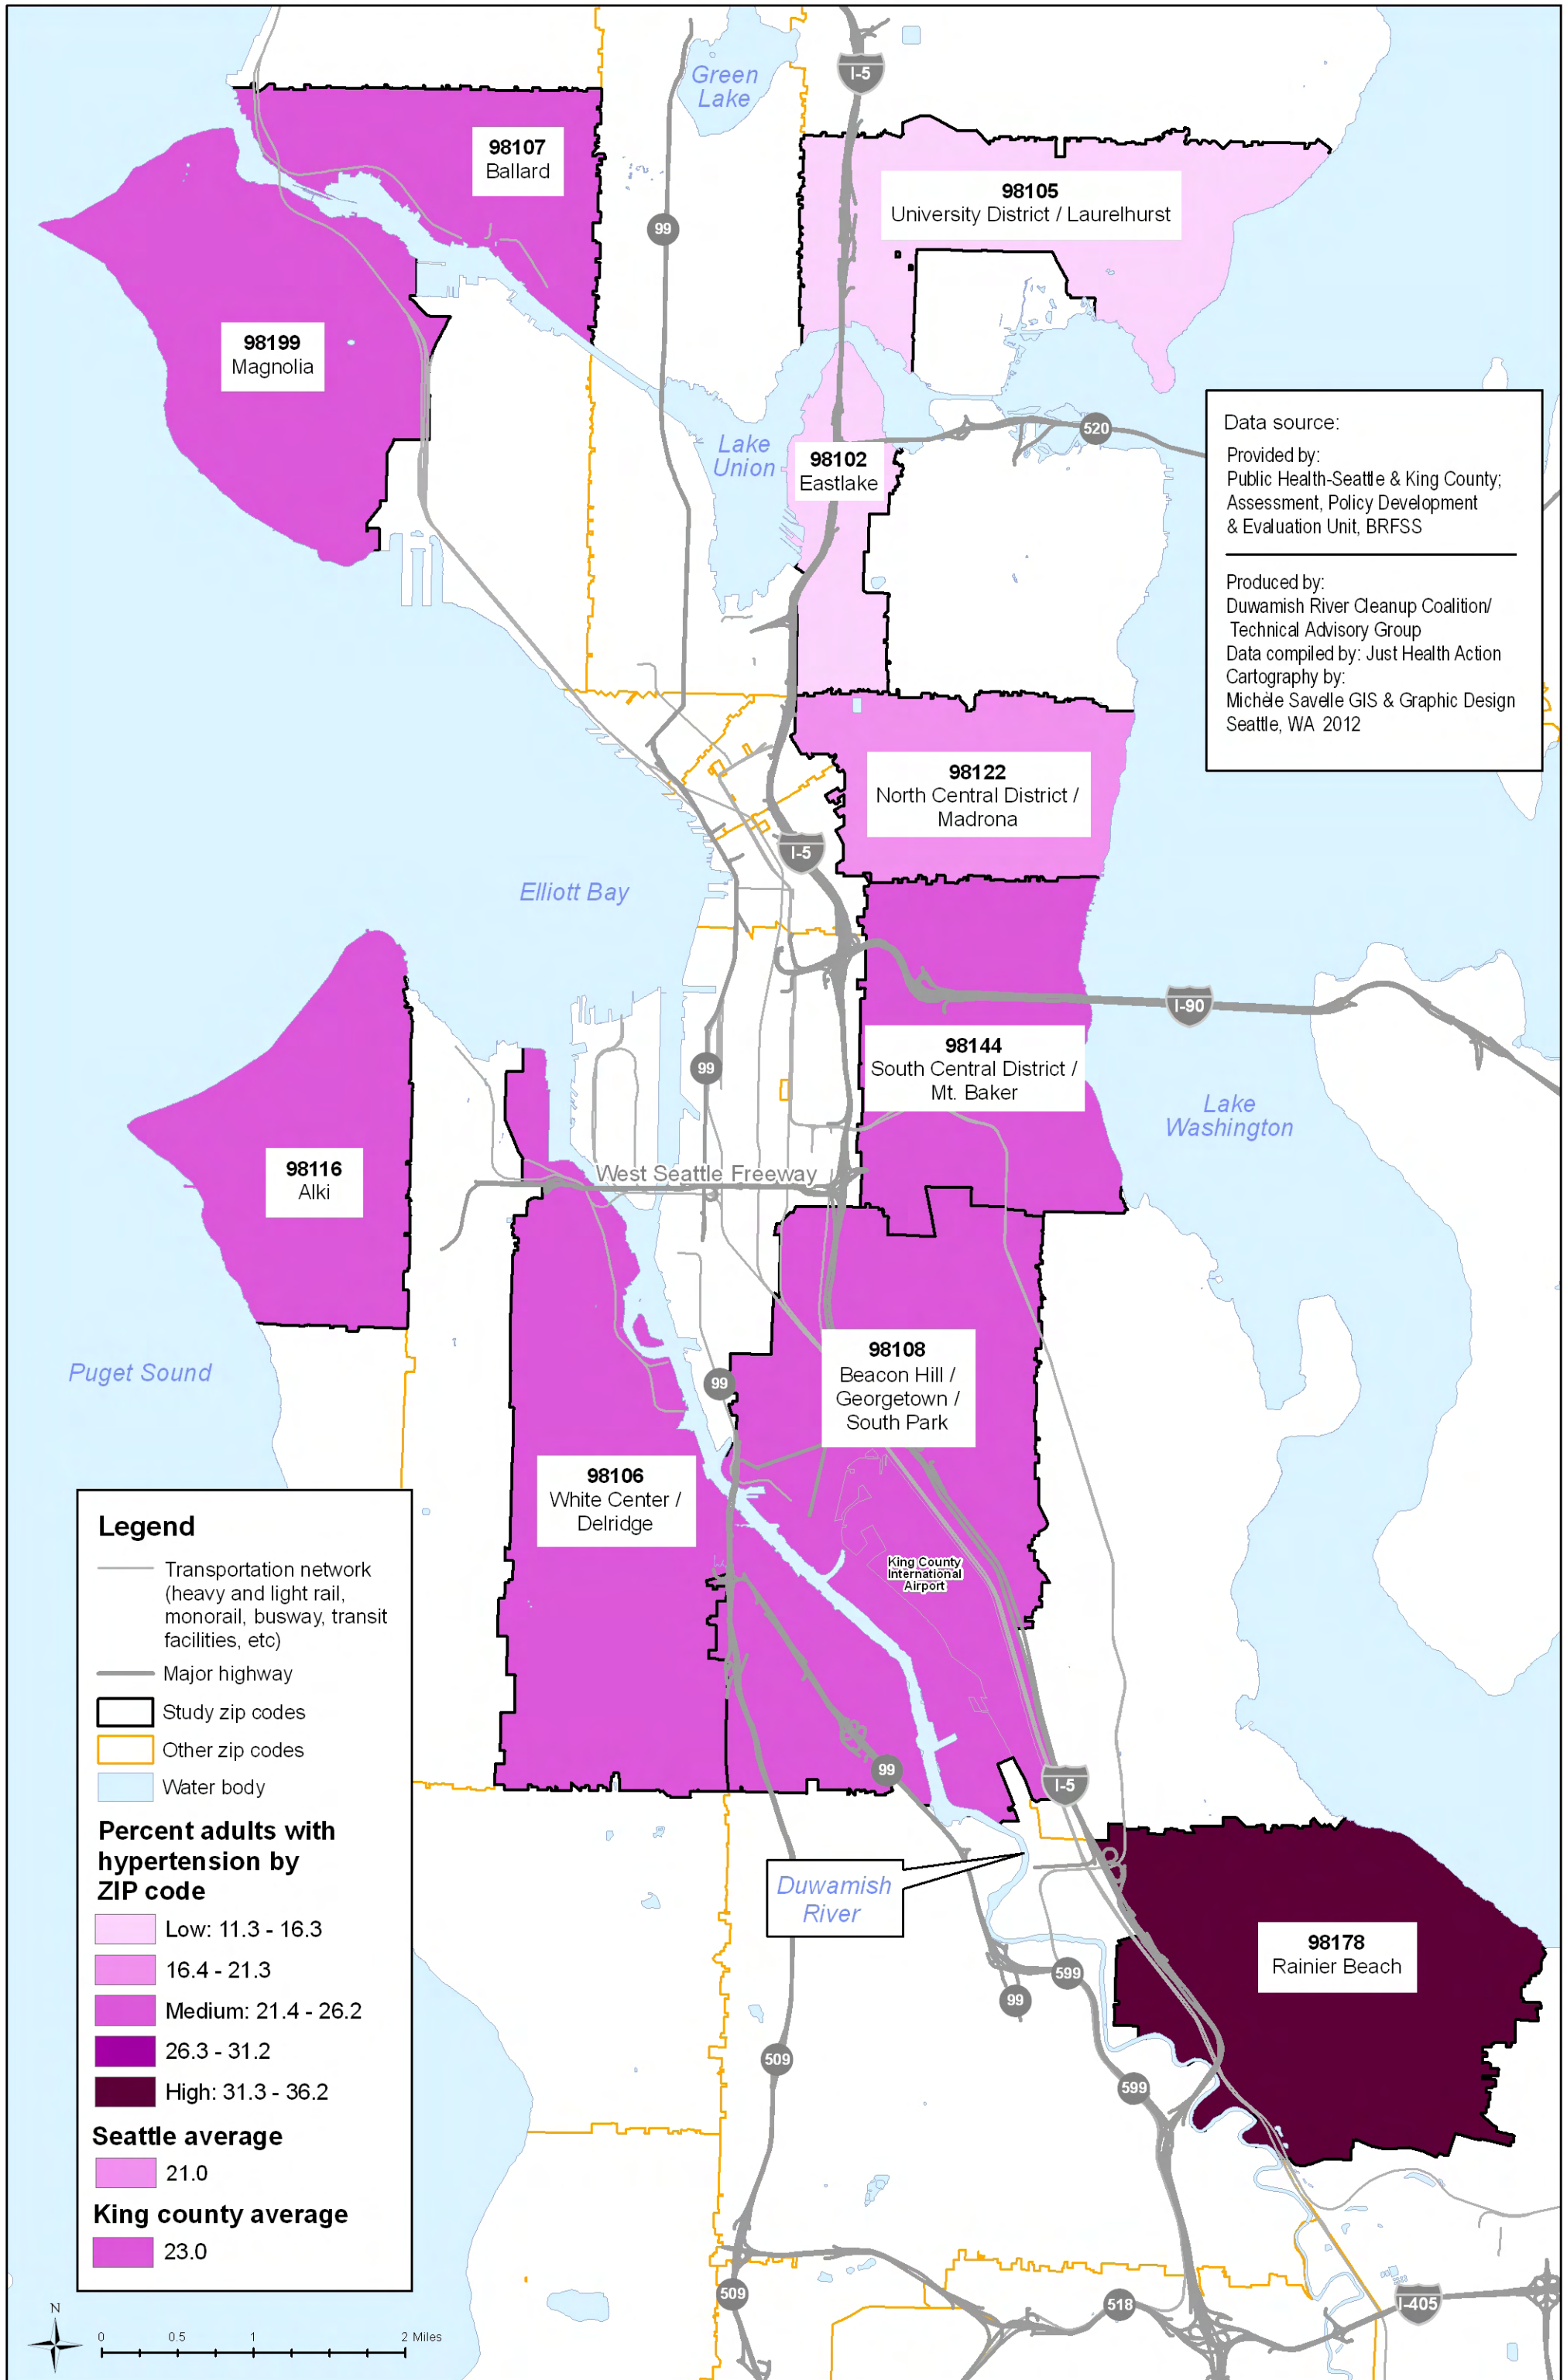 Green
Lake
I-5
98107
Ballard
98105
University District / Laurelhurst
99
98199
Magnolia
520
Lake
Union
98102
Eastlake
Data source:
Provided by:
Public Health-Seattle & King County;
Assessment, Policy Development
& Evaluation Unit, BRFSS
Produced by:
Duwamish River Cleanup Coalition/
Technical Advisory Group
Data compiled by: Just Health Action
Cartography by:
Michèle Savelle GIS & Graphic Design
Seattle, WA 2012
98122
North Central District /
Madrona
I-5
Elliott Bay
I-90
98144
South Central District /
Mt. Baker
99
Lake
Washington
98116
Alki
West Seattle Freeway
Puget Sound
98108
Beacon Hill /
Georgetown /
South Park
99
98106
White Center /
Delridge
King County
International
Airport
99
I-5
Duwamish
River
98178
Rainier Beach
599
99
509
599
509
518
I-405
Legend
Transportation network
(heavy and light rail,
monorail, busway, transit
facilities, etc)
Major highway
Study zip codes
Other zip codes
Water body
Percent adults with
hypertension by
ZIP code
Low: 11.3 - 16.3
16.4 - 21.3
Medium: 21.4 - 26.2
26.3 - 31.2
High: 31.3 - 36.2
Seattle average
21.0
King county average
23.0
N
0 0.5 1 2 Miles